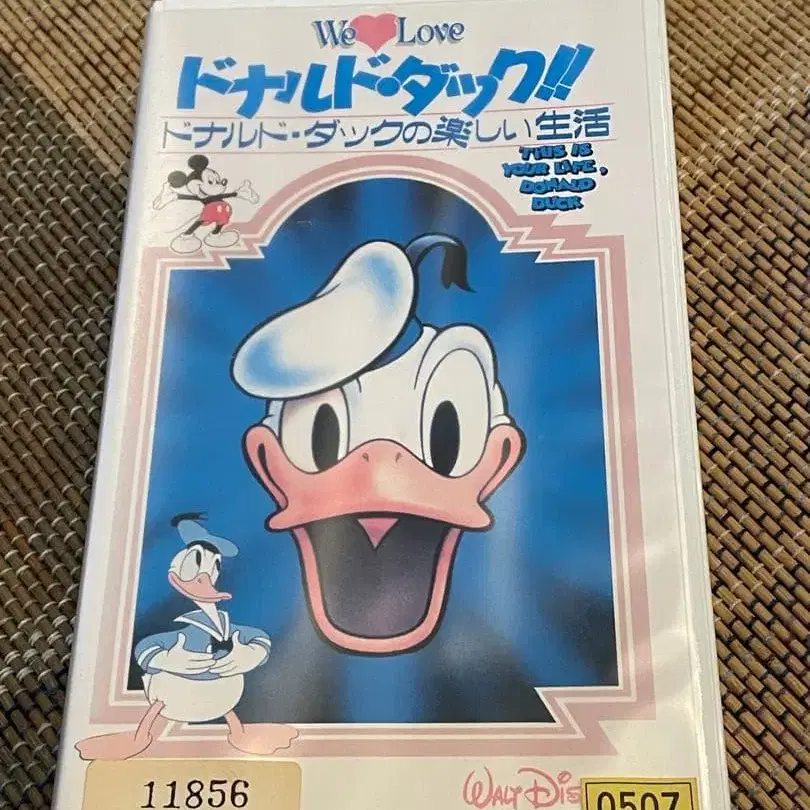 We Love
ドナルド・ダック!!
ドナルド・ダックの楽しい生活
THIS IS
YOUR LIFE,
DONALD
DUCK
11856
WALT DIS
0507